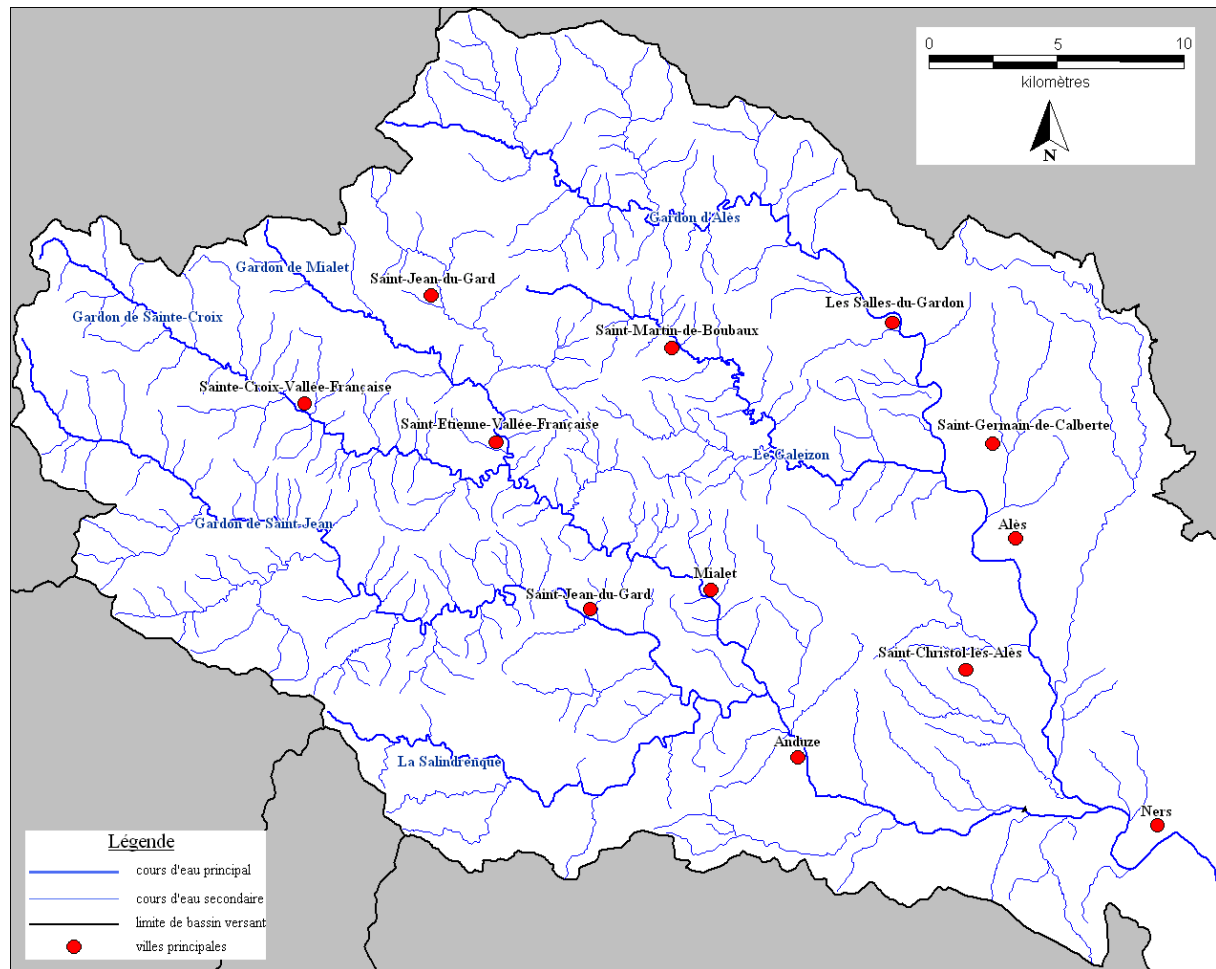 0 5 10
kilomètres
N
Gardon d'Alès
Gardon de Mialet
Saint-Jean-du-Gard
Gardon de Sainte-Croix
Les Salles-du-Gardon
Saint-Martin-de-Boubaux
Sainte-Croix-Vallée-Française
Saint-Etienne-Vallée-Française
Saint-Germain-de-Calberte
Le Galeizon
Gardon de Saint Jean
Alès
Mialet
Saint-Jean-du-Gard
Saint-Christol-lès-Alès
Anduze
La Salindrenque
Ners
Légende
cours d'eau principal
cours d'eau secondaire
limite de bassin versant
villes principales